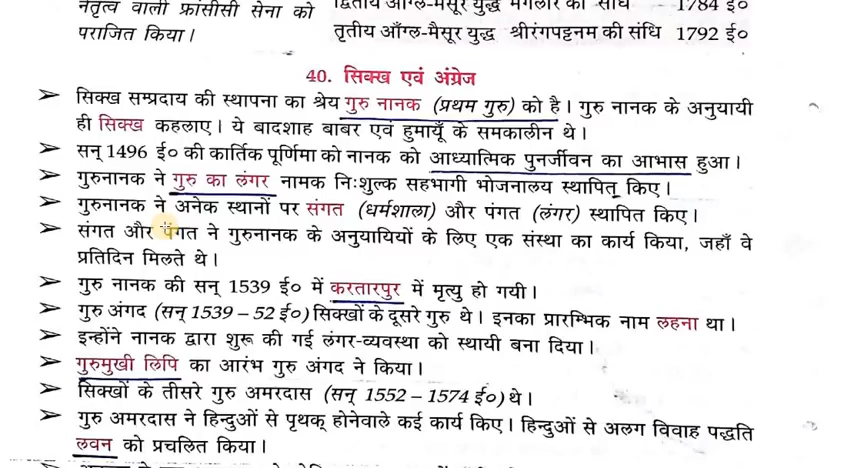 नेतृत्व वाली फ्रांसीसी सेना को
पराजित किया।
द्वितीय आँग्ल-मैसूर युद्ध मंगलौर की संधि 1784 ई०
तृतीय आँग्ल-मैसूर युद्ध श्रीरंगपट्टनम की संधि 1792 ई०
40. सिक्ख एवं अंग्रेज
➤ सिक्ख सम्प्रदाय की स्थापना का श्रेय गुरु नानक (प्रथम गुरु) को है। गुरु नानक के अनुयायी
ही सिक्ख कहलाए। ये बादशाह बाबर एवं हुमायूँ के समकालीन थे।
➤ सन् 1496 ई० की कार्तिक पूर्णिमा को नानक को आध्यात्मिक पुनर्जीवन का आभास हुआ।
➤ गुरुनानक ने गुरु का लंगर नामक निःशुल्क सहभागी भोजनालय स्थापित किए।
➤ गुरुनानक ने अनेक स्थानों पर संगत (धर्मशाला) और पंगत (लंगर) स्थापित किए।
➤ संगत और पंगत ने गुरुनानक के अनुयायियों के लिए एक संस्था का कार्य किया, जहाँ वे
प्रतिदिन मिलते थे।
➤ गुरु नानक की सन् 1539 ई० में करतारपुर में मृत्यु हो गयी।
➤ गुरु अंगद (सन् 1539 – 52 ई०) सिक्खों के दूसरे गुरु थे। इनका प्रारम्भिक नाम लहना था।
➤ इन्होंने नानक द्वारा शुरू की गई लंगर-व्यवस्था को स्थायी बना दिया।
➤ गुरुमुखी लिपि का आरंभ गुरु अंगद ने किया।
➤ सिक्खों के तीसरे गुरु अमरदास (सन् 1552 – 1574 ई०) थे।
➤ गुरु अमरदास ने हिन्दुओं से पृथक् होनेवाले कई कार्य किए। हिन्दुओं से अलग विवाह पद्धति
लवन को प्रचलित किया।